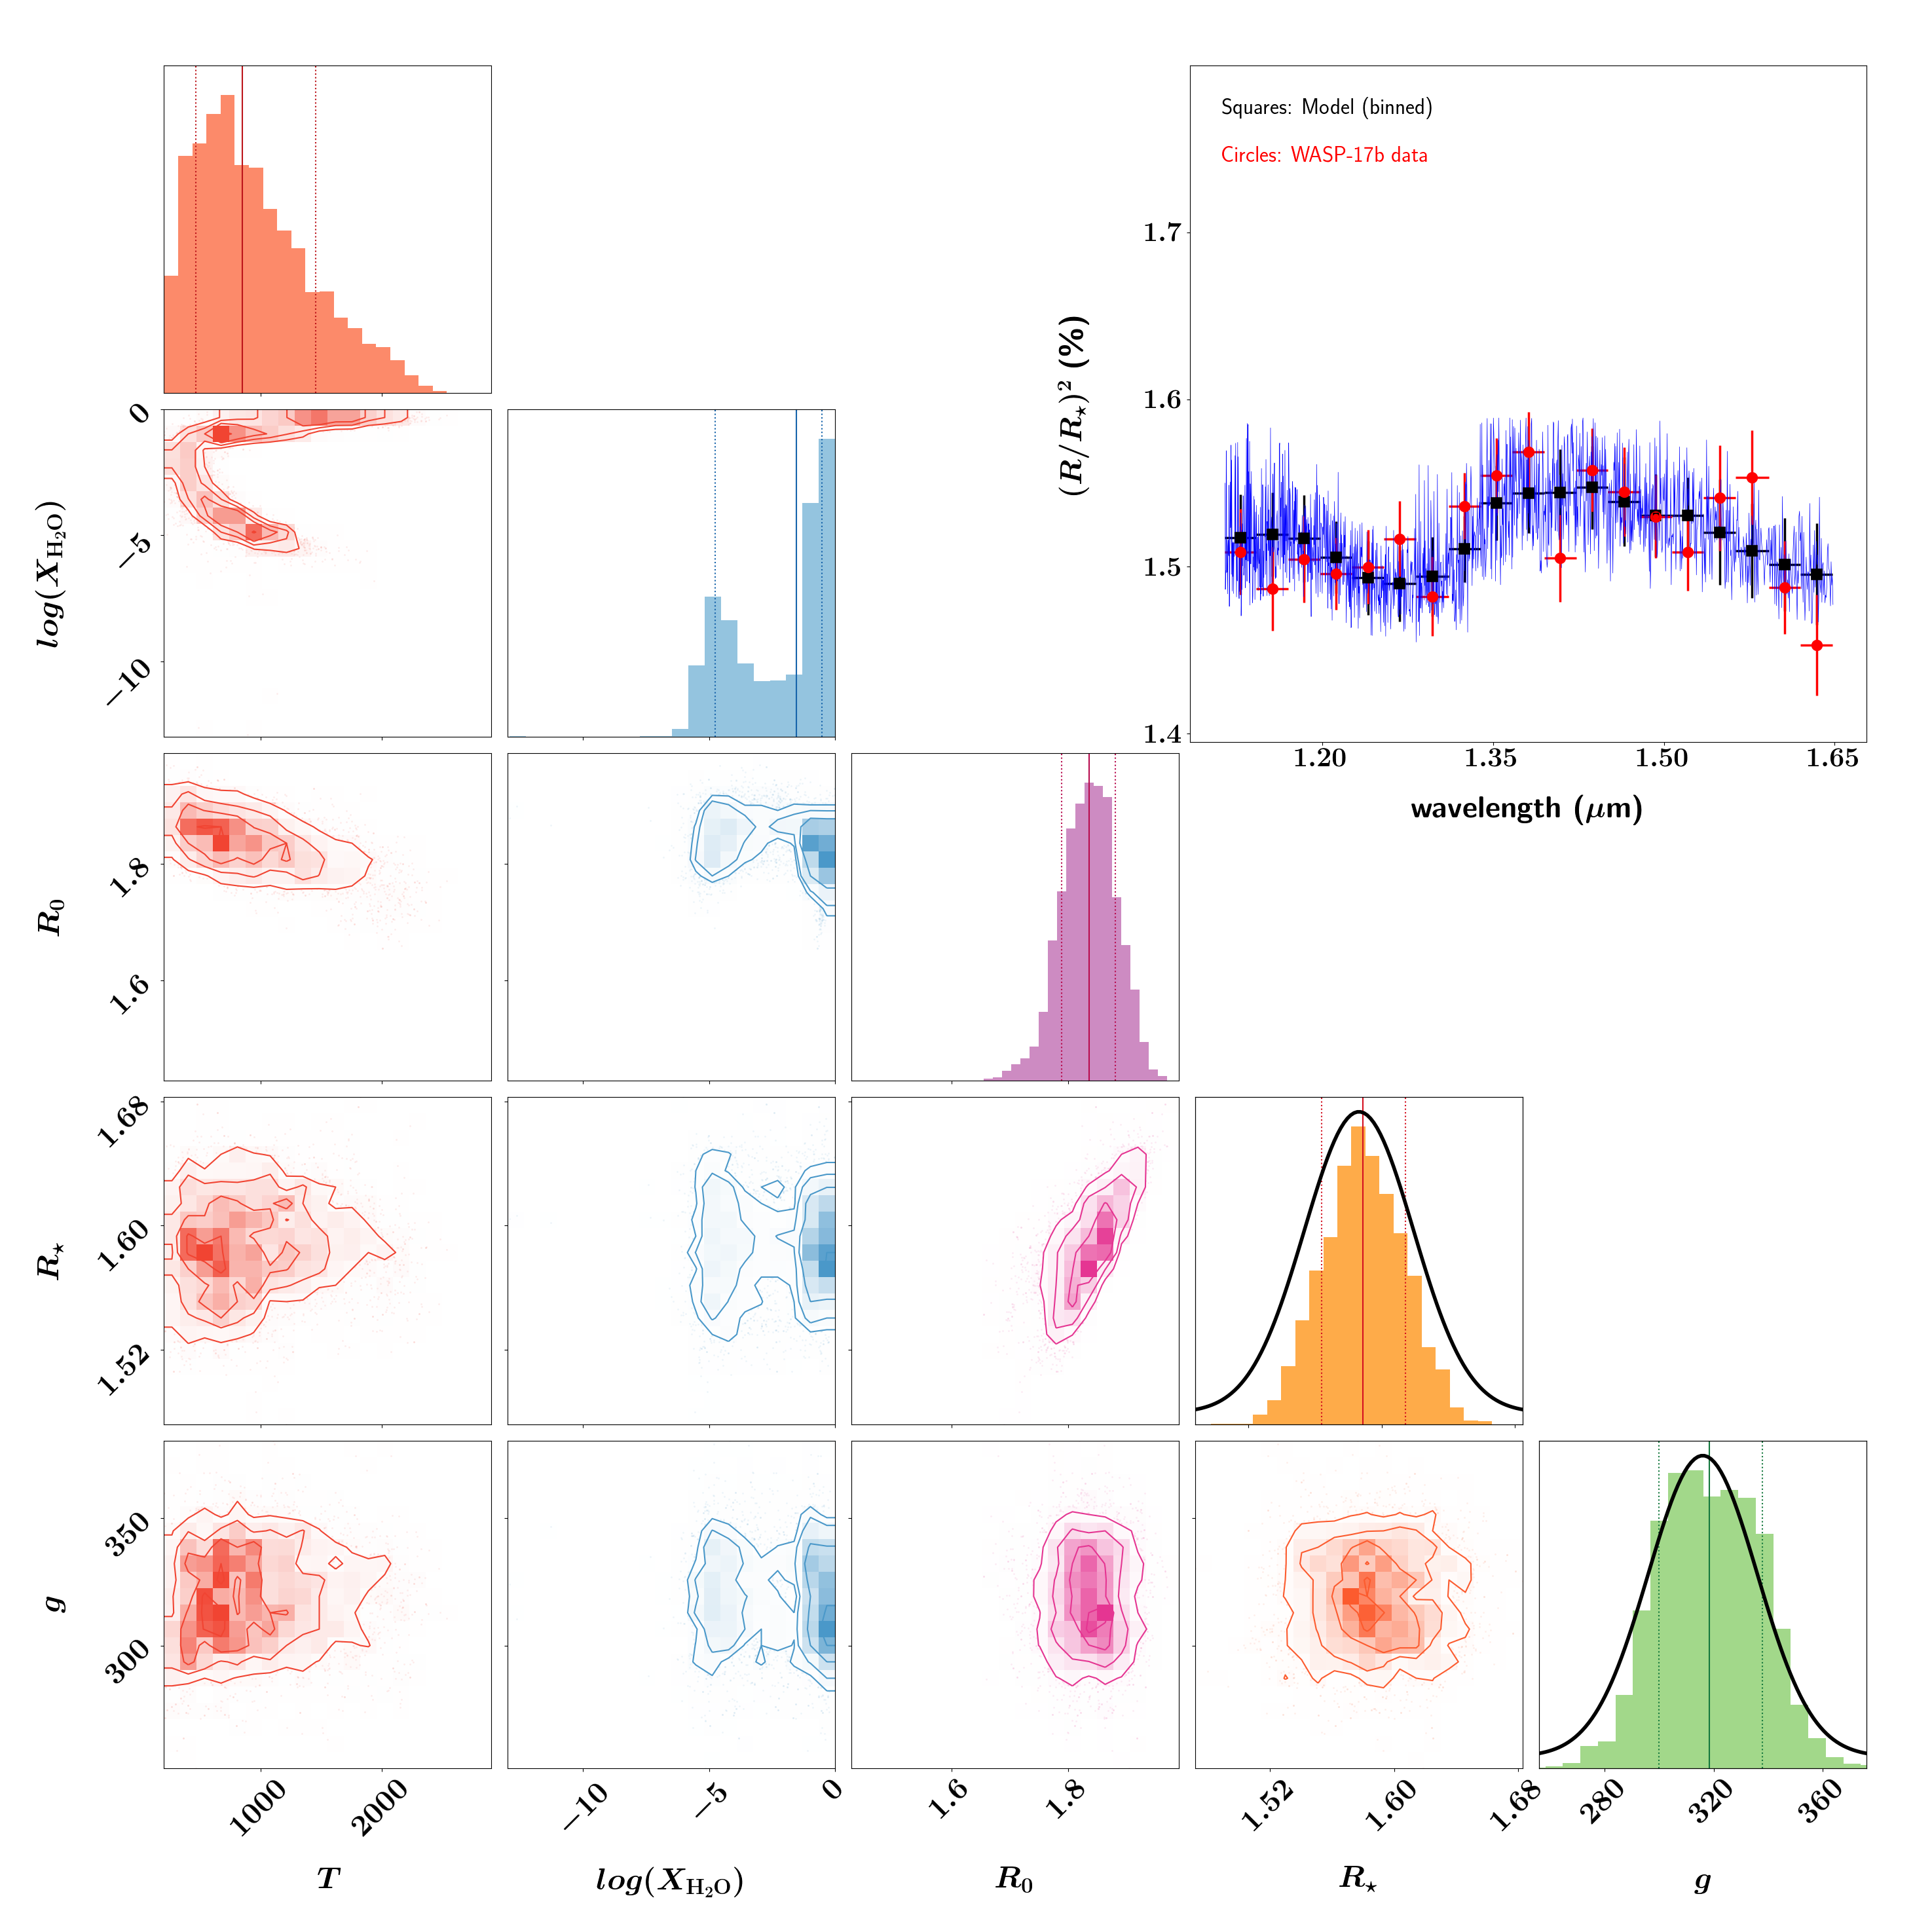 Squares: Model (binned)
Circles: WASP-17b data
(R/R⋆)² (%)
1.7
1.6
1.5
1.4
1.20 1.35 1.50 1.65
wavelength (μm)
log(X_H₂O)
0
−5
−10
R₀
1.8
1.6
R⋆
1.68
1.60
1.52
g
350
300
1000 2000 −10 −5 0 1.6 1.8 1.52 1.60 1.68 280 320 360
T log(X_H₂O) R₀ R⋆ g